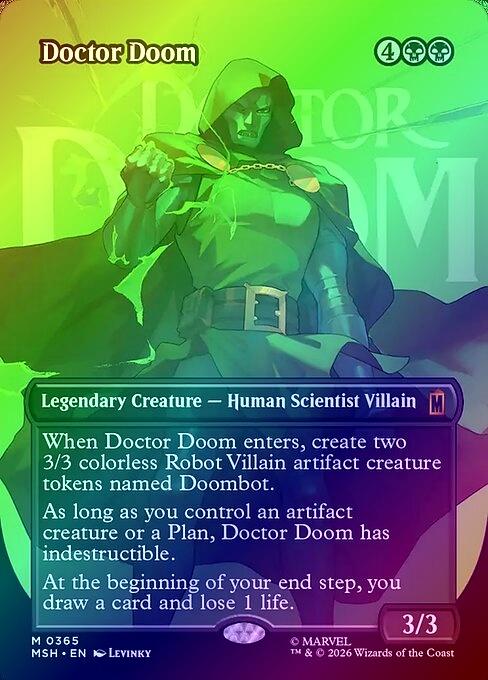 Doctor Doom
4
DOCTOR
DOOM
Legendary Creature — Human Scientist Villain
M
When Doctor Doom enters, create two
3/3 colorless Robot Villain artifact creature
tokens named Doombot.
As long as you control an artifact
creature or a Plan, Doctor Doom has
indestructible.
At the beginning of your end step, you
draw a card and lose 1 life.
3/3
M 0365
MSH • EN Levinky
© MARVEL
™ & © 2026 Wizards of the Coast